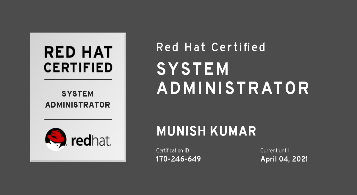 RED HAT
CERTIFIED
SYSTEM
ADMINISTRATOR
redhat.
Red Hat Certified
SYSTEM
ADMINISTRATOR
MUNISH KUMAR
Certification ID
170-246-649
Current until
April 04, 2021